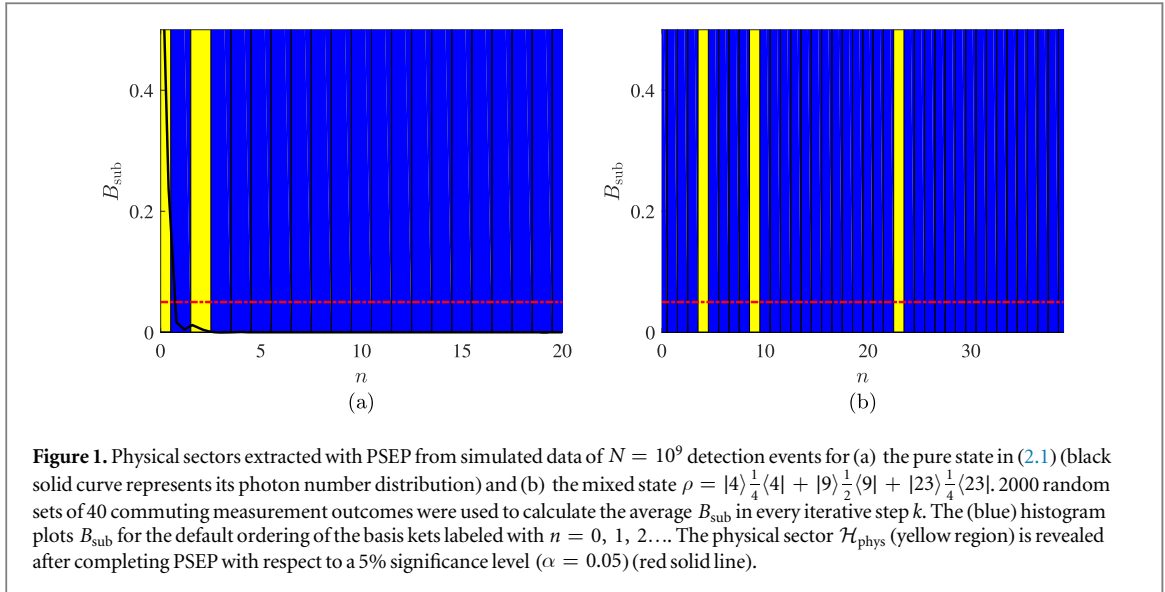 0.4
0.2
0
B_sub
0 5 10 15 20
n
(a)
0.4
0.2
0
B_sub
0 10 20 30
n
(b)
Figure 1. Physical sectors extracted with PSEP from simulated data of N = 10⁹ detection events for (a) the pure state in (2.1) (black
solid curve represents its photon number distribution) and (b) the mixed state ρ = |4⟩¼⟨4| + |9⟩½⟨9| + |23⟩¼⟨23|. 2000 random
sets of 40 commuting measurement outcomes were used to calculate the average B_sub in every iterative step k. The (blue) histogram
plots B_sub for the default ordering of the basis kets labeled with n = 0, 1, 2…. The physical sector ℋ_phys (yellow region) is revealed
after completing PSEP with respect to a 5% significance level (α = 0.05) (red solid line).